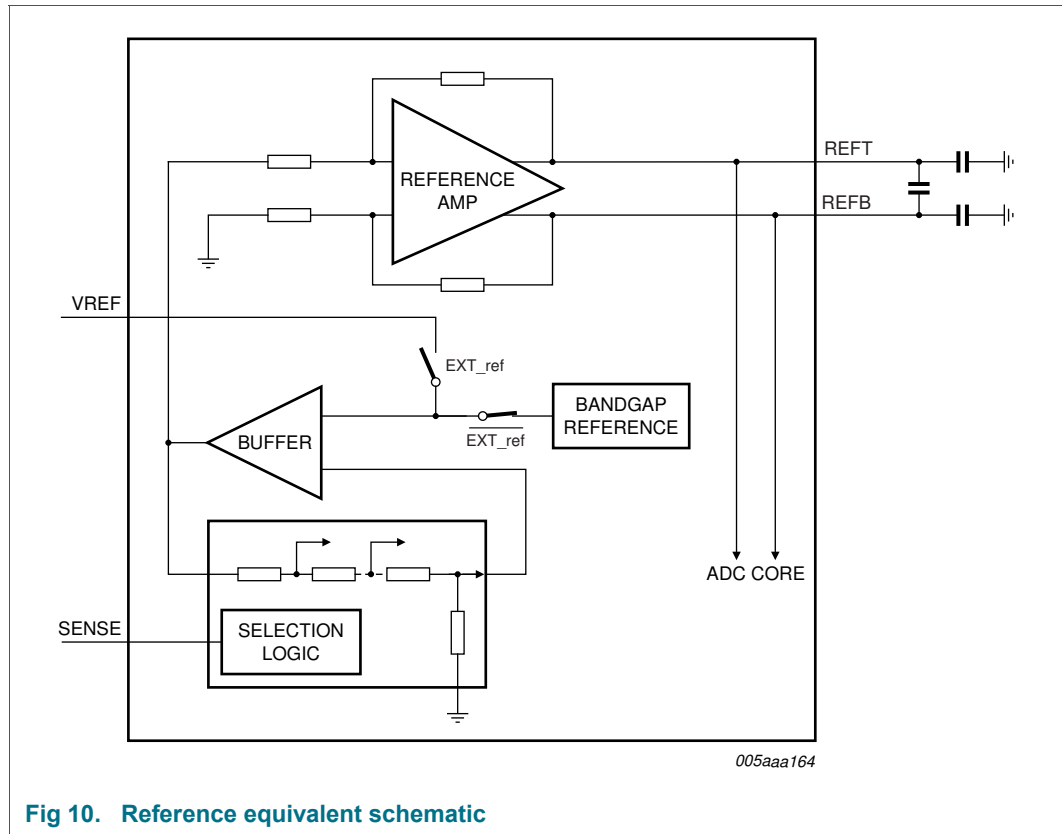 REFERENCE
AMP
REFT
REFB
VREF
EXT_ref
EXT_ref
BANDGAP
REFERENCE
BUFFER
ADC CORE
SENSE
SELECTION
LOGIC
005aaa164
Fig 10. Reference equivalent schematic